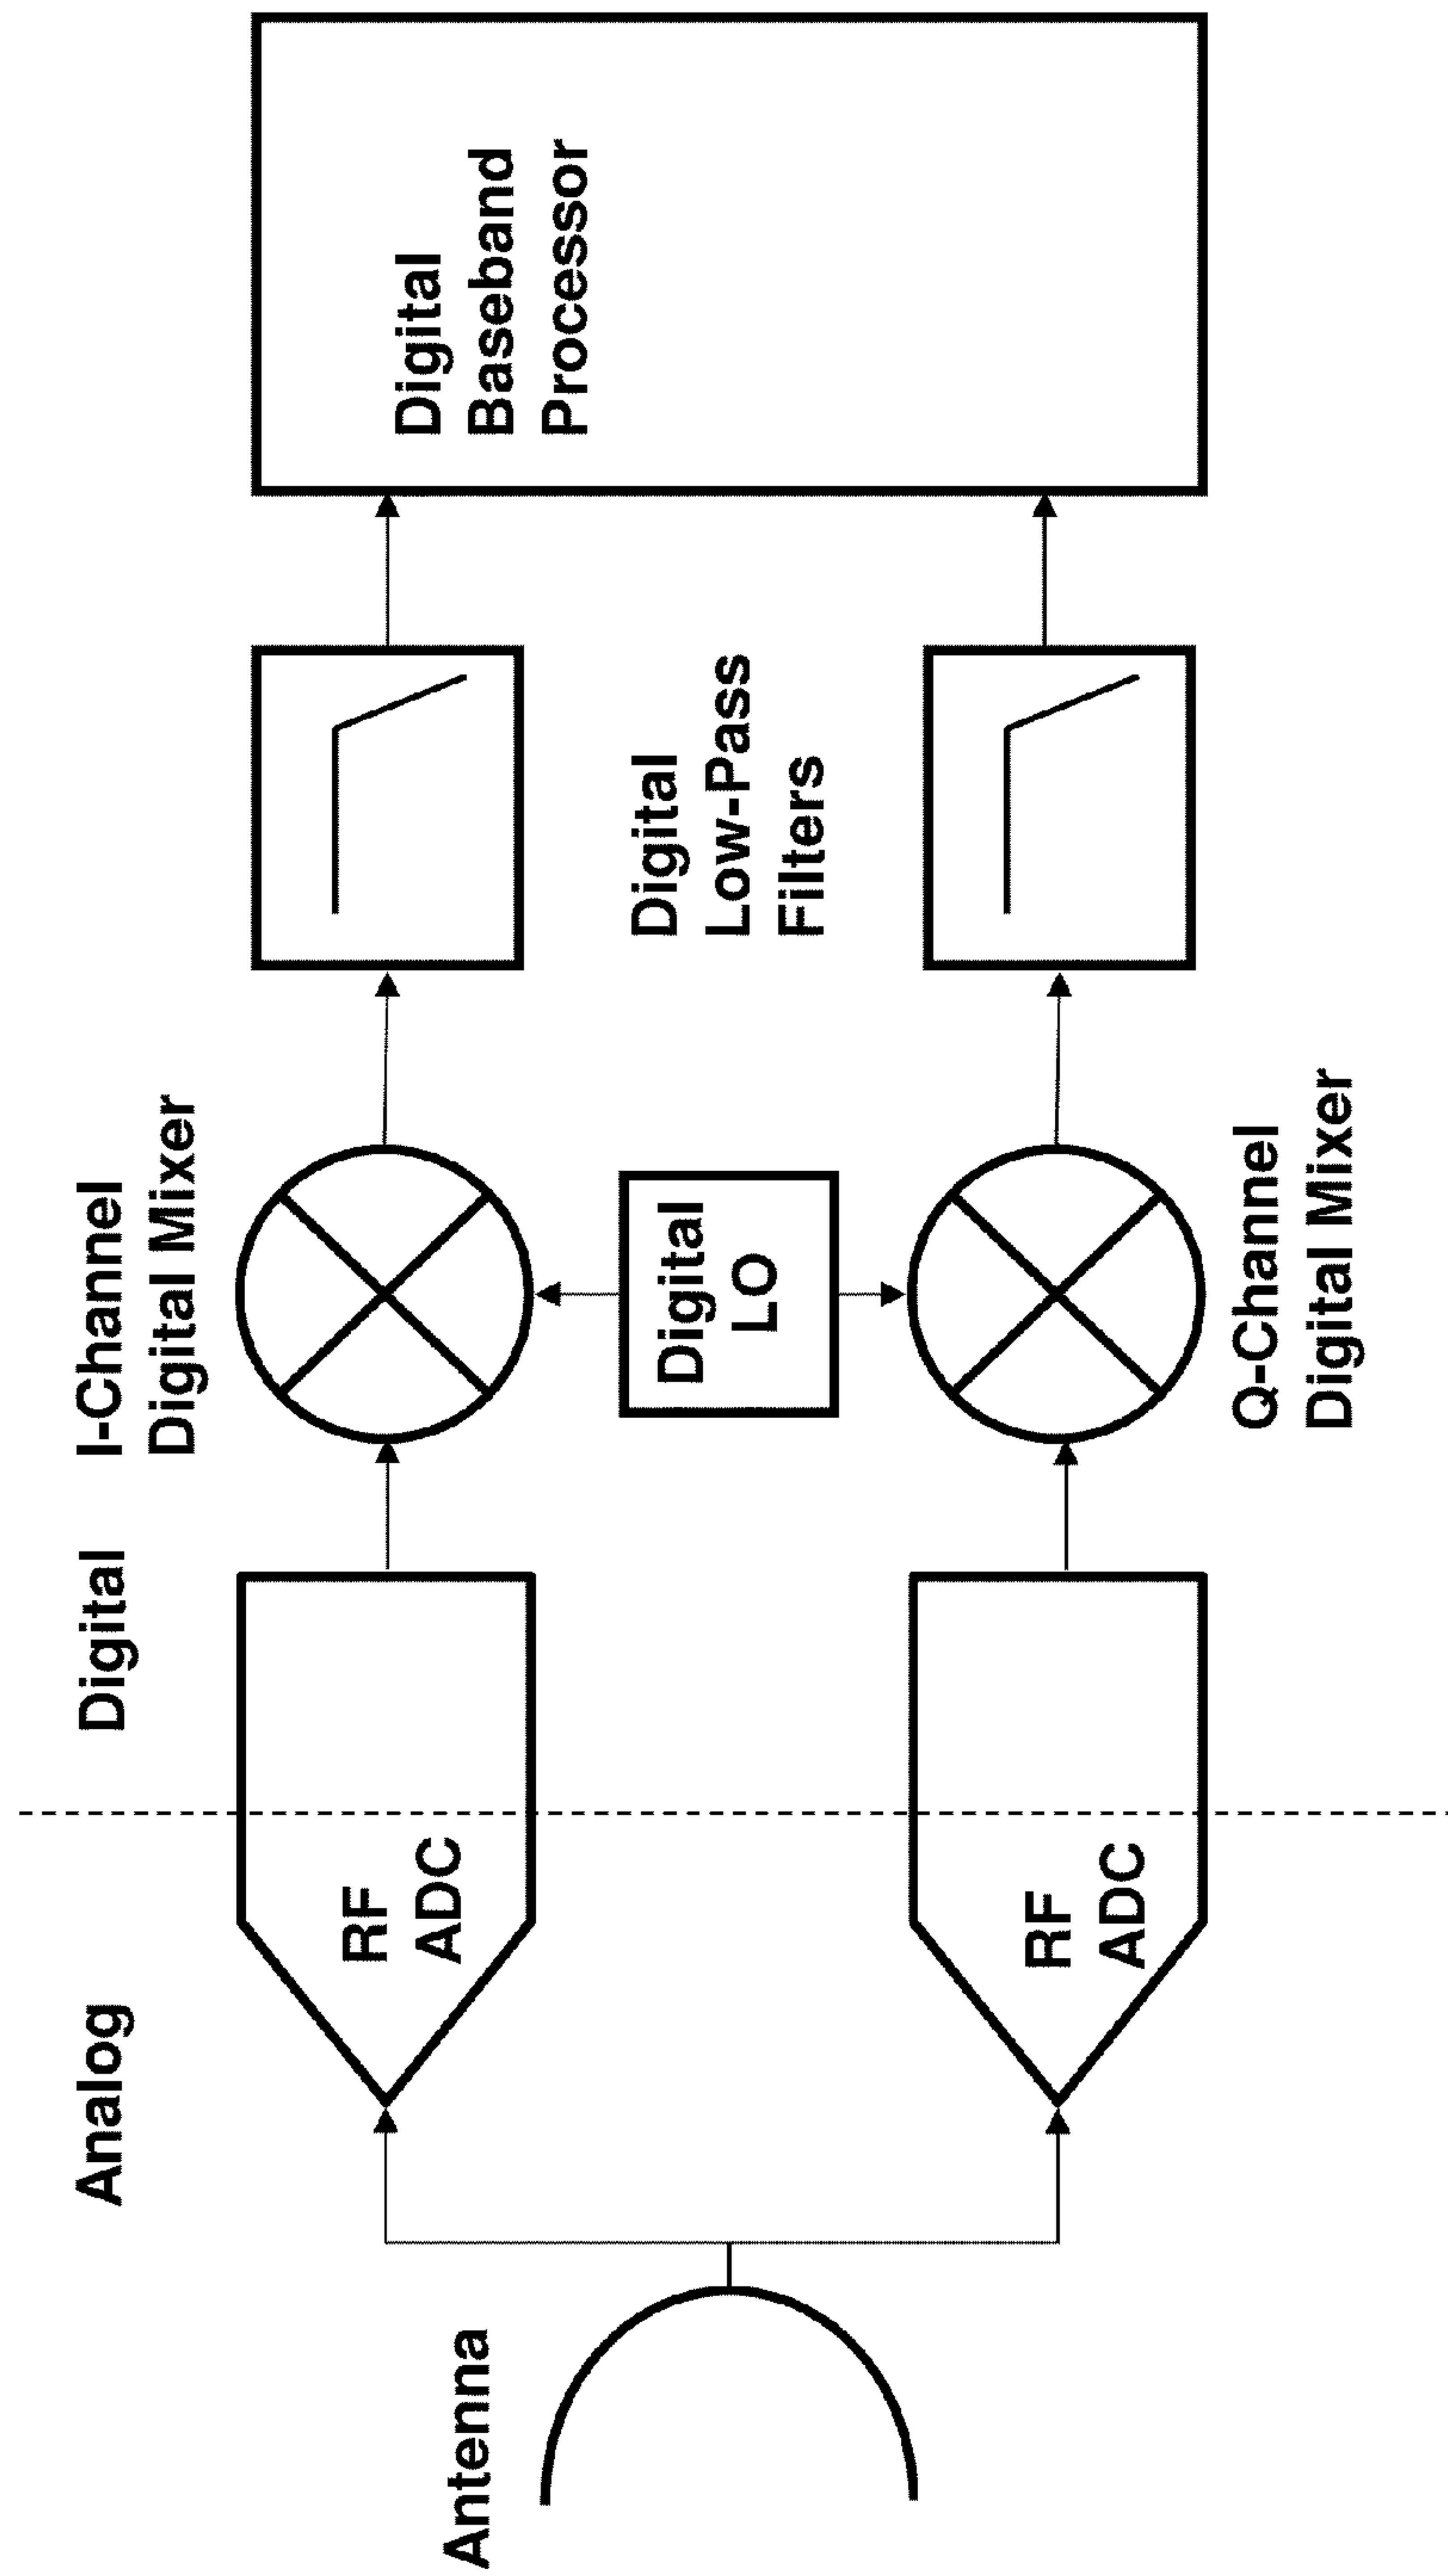 Analog
Digital
I-Channel
Digital Mixer
Antenna
RF
ADC
RF
ADC
Digital
LO
Q-Channel
Digital Mixer
Digital
Low-Pass
Filters
Digital
Baseband
Processor